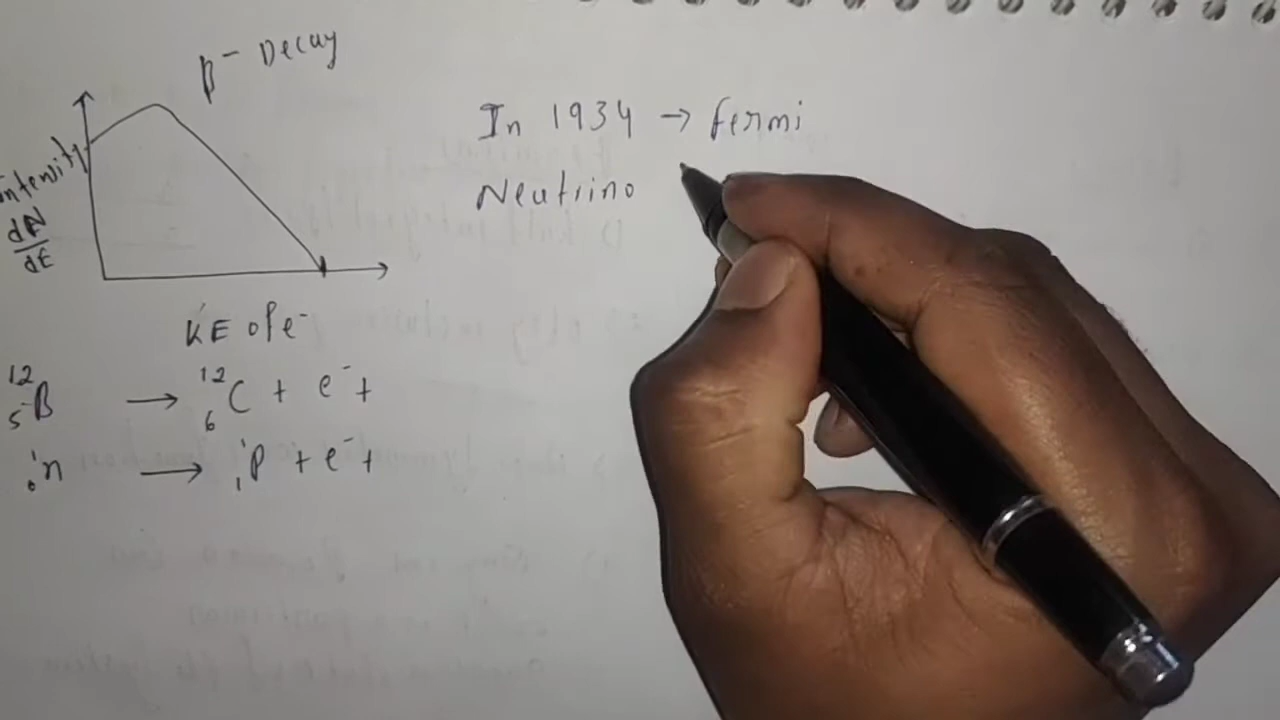 β⁻ Decay
intensity
dN
dE
KE of e⁻
In 1934 → fermi
Neutrino
¹²₅B → ¹²₆C + e⁻ +
¹₀n → ¹₁P + e⁻ +